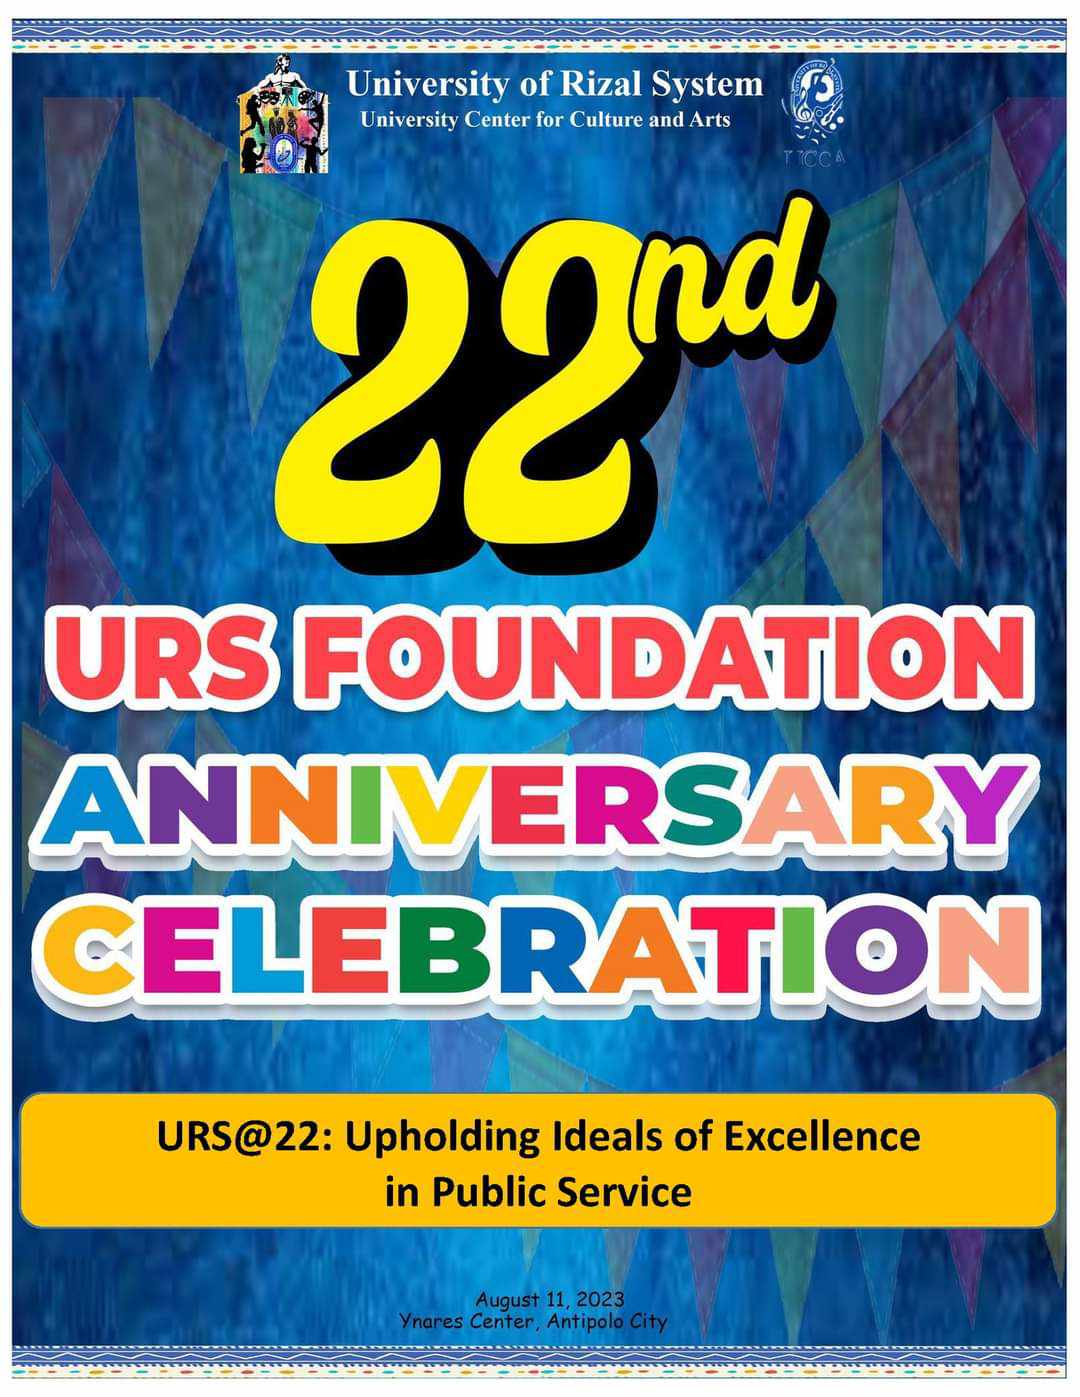 University of Rizal System
University Center for Culture and Arts
22nd
URS FOUNDATION
ANNIVERSARY
CELEBRATION
URS@22: Upholding Ideals of Excellence
in Public Service
August 11, 2023
Ynares Center, Antipolo City